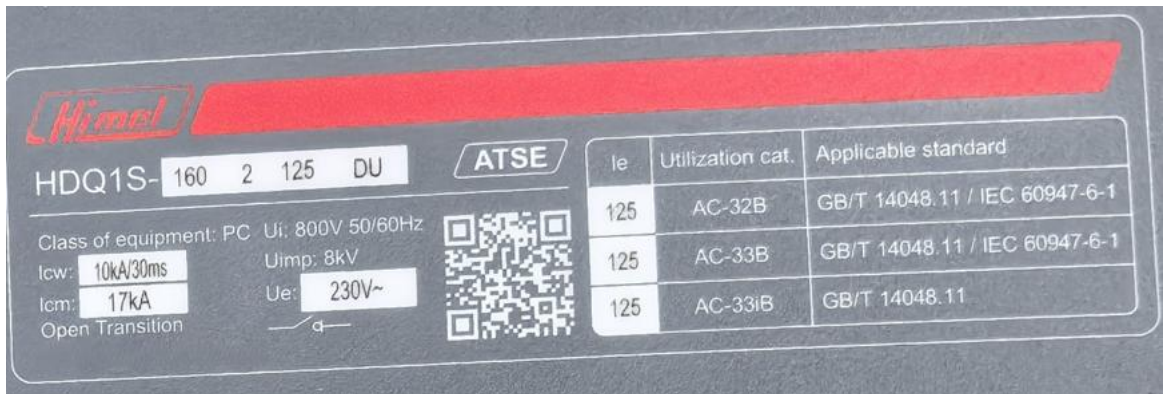 Himel
HDQ1S- 160 2 125 DU
ATSE
Class of equipment: PC Ui: 800V 50/60Hz
Icw: 10kA/30ms Uimp: 8kV
Icm: 17kA Ue: 230V~
Open Transition
Ie Utilization cat. Applicable standard
125 AC-32B GB/T 14048.11 / IEC 60947-6-1
125 AC-33B GB/T 14048.11 / IEC 60947-6-1
125 AC-33iB GB/T 14048.11